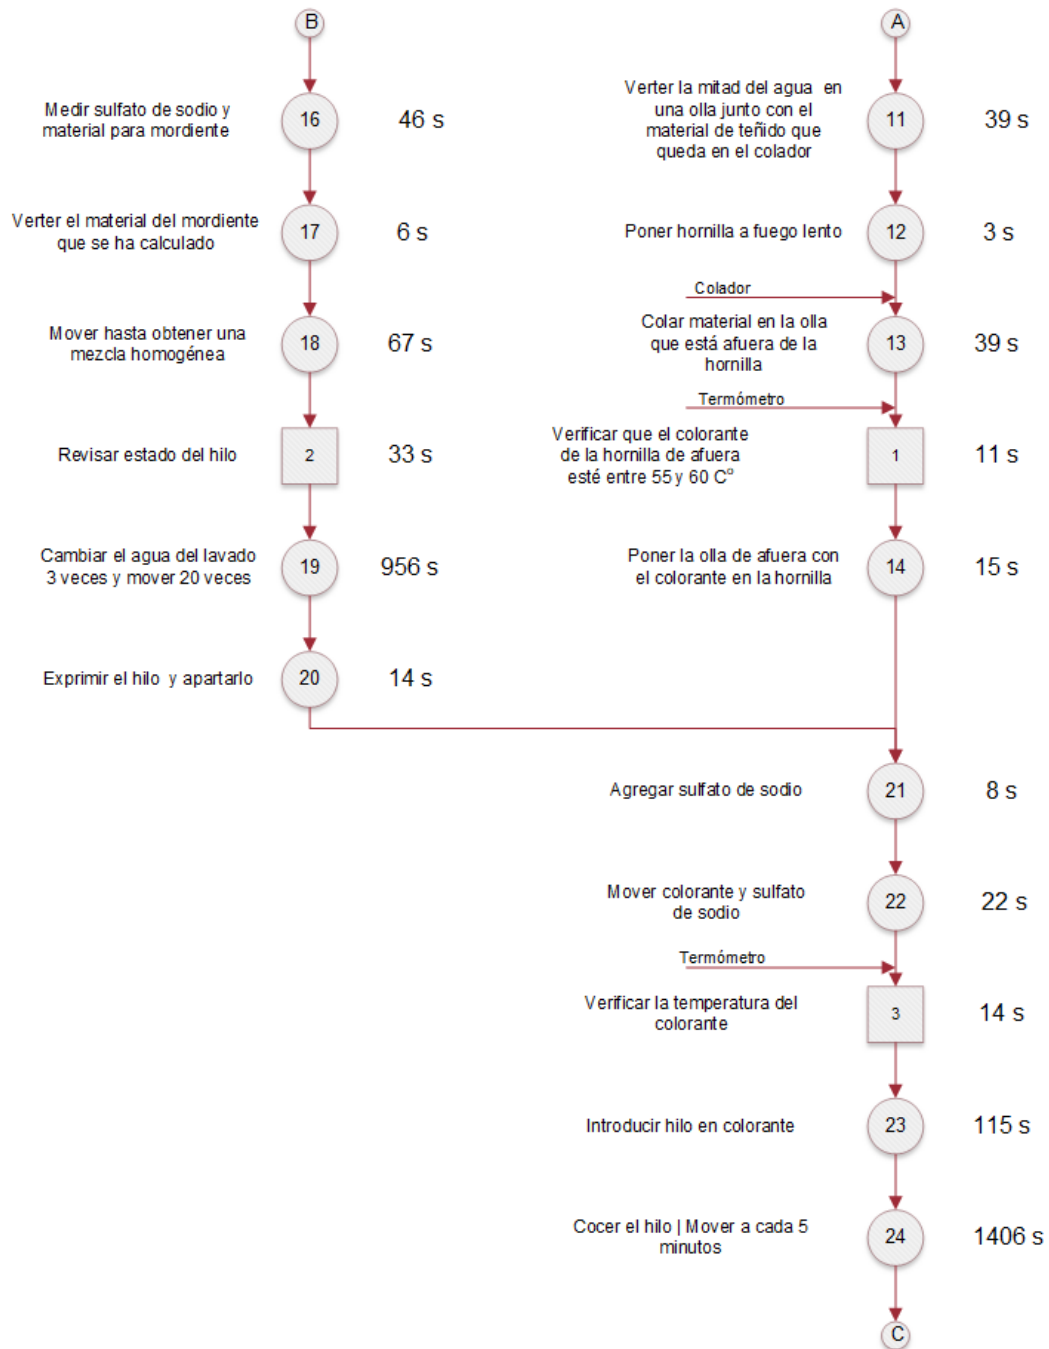 B
Medir sulfato de sodio y
material para mordiente
16
46 s
Verter el material del mordiente
que se ha calculado
17
6 s
Mover hasta obtener una
mezcla homogénea
18
67 s
Revisar estado del hilo
2
33 s
Cambiar el agua del lavado
3 veces y mover 20 veces
19
956 s
Exprimir el hilo y apartarlo
20
14 s
A
Verter la mitad del agua en
una olla junto con el
material de teñido que
queda en el colador
11
39 s
Poner hornilla a fuego lento
12
3 s
Colador
Colar material en la olla
que está afuera de la
hornilla
13
39 s
Termómetro
Verificar que el colorante
de la hornilla de afuera
esté entre 55 y 60 C°
1
11 s
Poner la olla de afuera con
el colorante en la hornilla
14
15 s
Agregar sulfato de sodio
21
8 s
Mover colorante y sulfato
de sodio
22
22 s
Termómetro
Verificar la temperatura del
colorante
3
14 s
Introducir hilo en colorante
23
115 s
Cocer el hilo | Mover a cada 5
minutos
24
1406 s
C